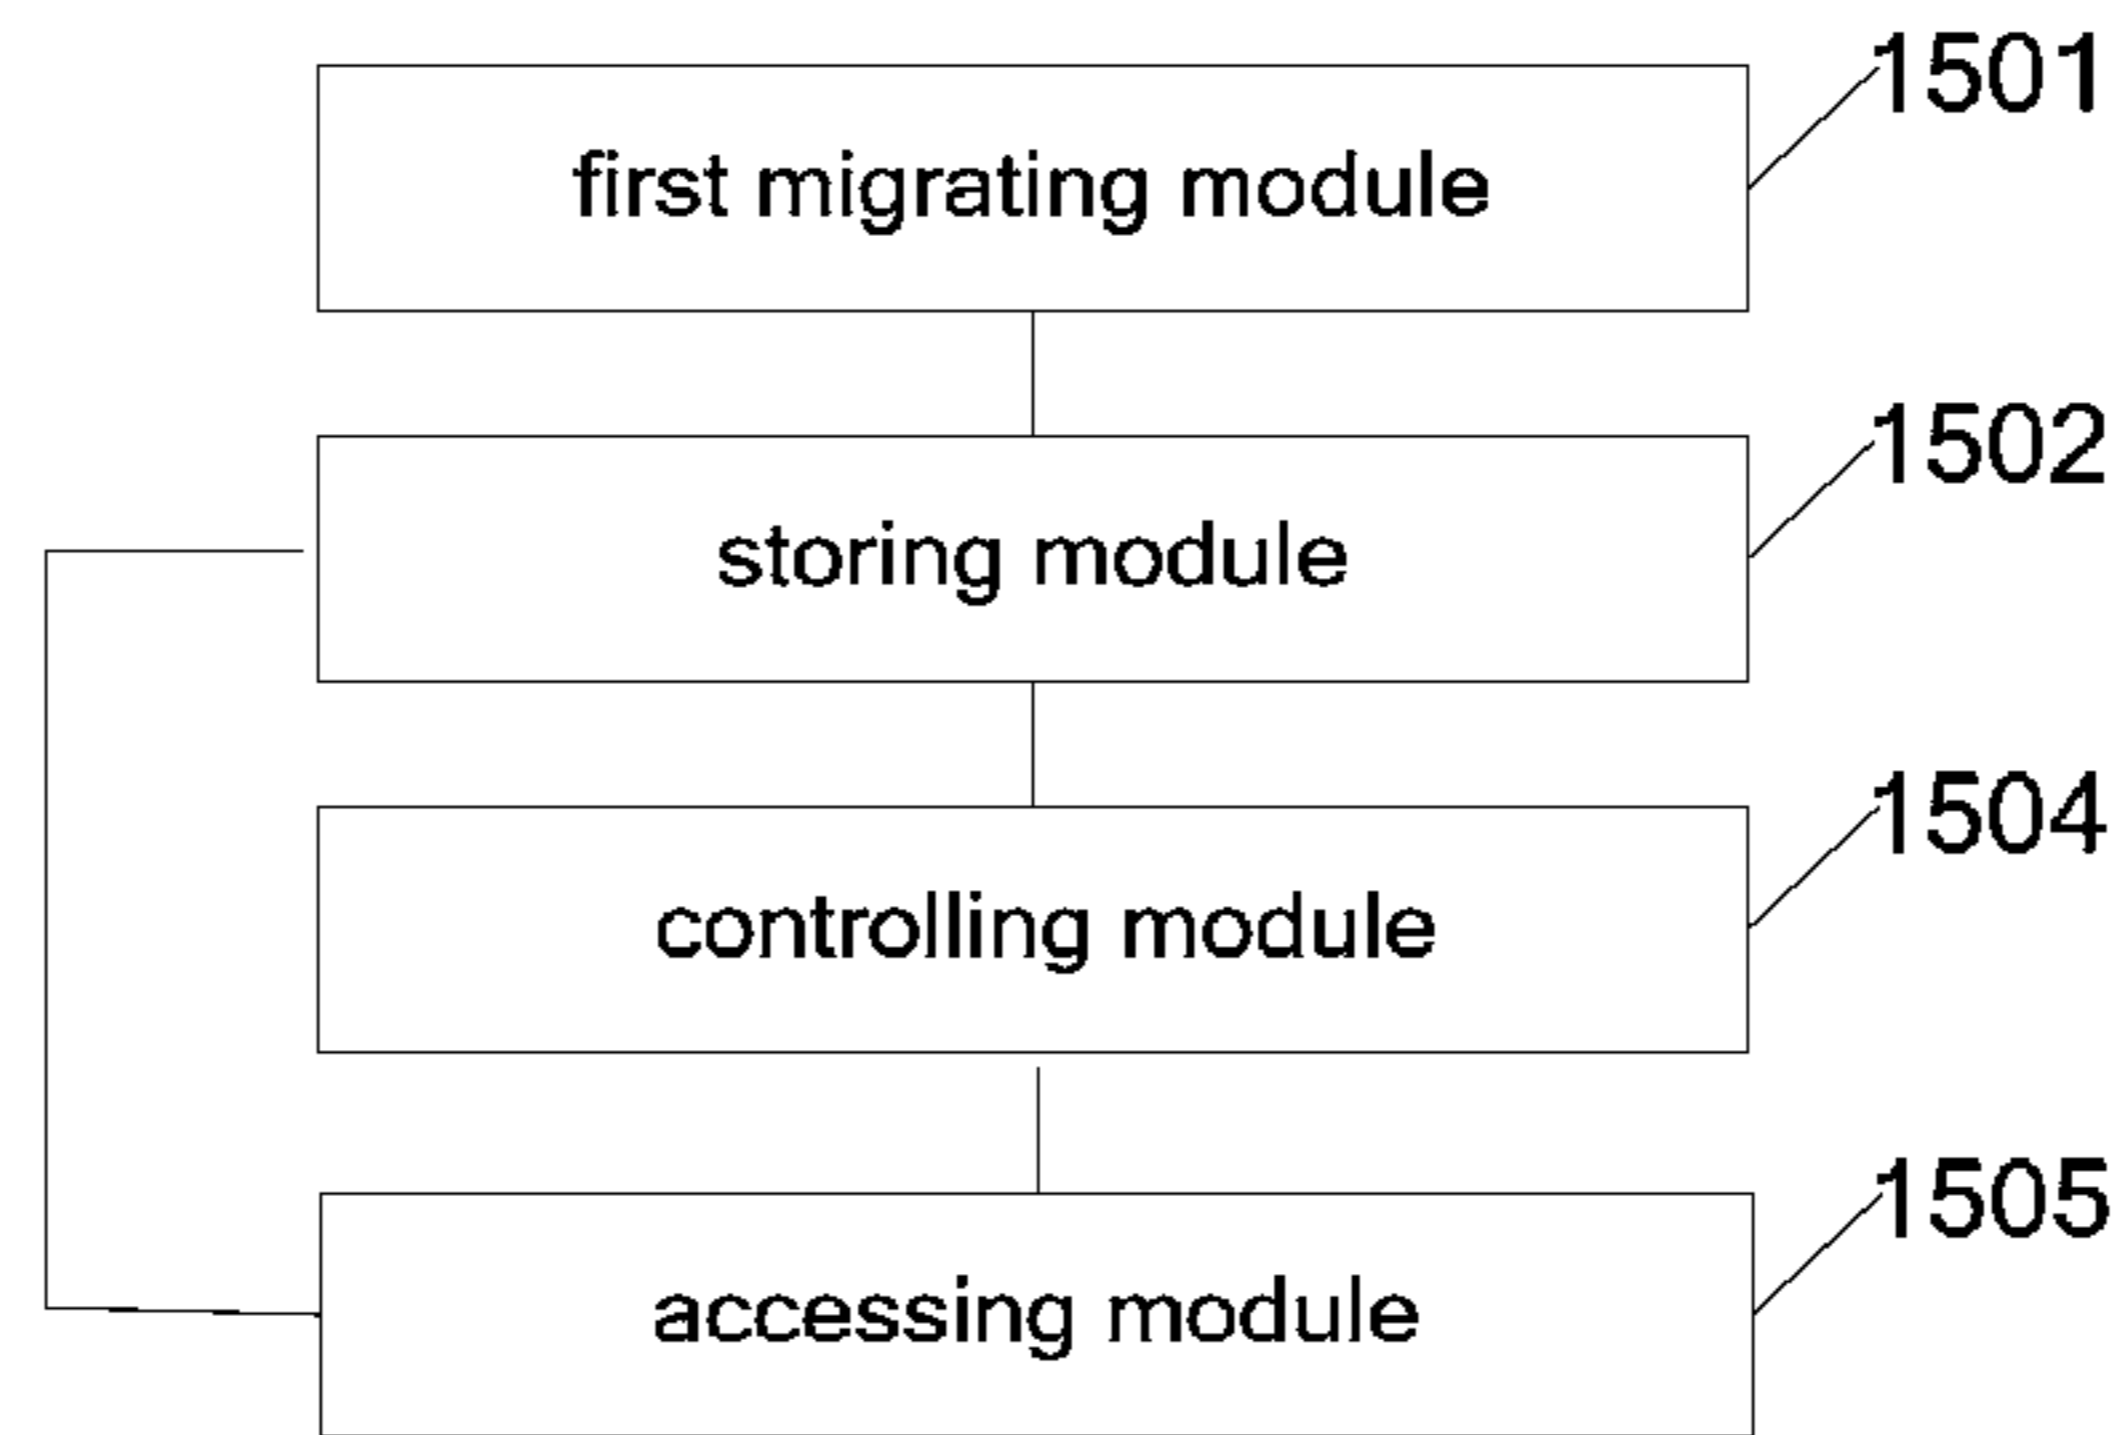 1501
first migrating module
1502
storing module
1504
controlling module
1505
accessing module